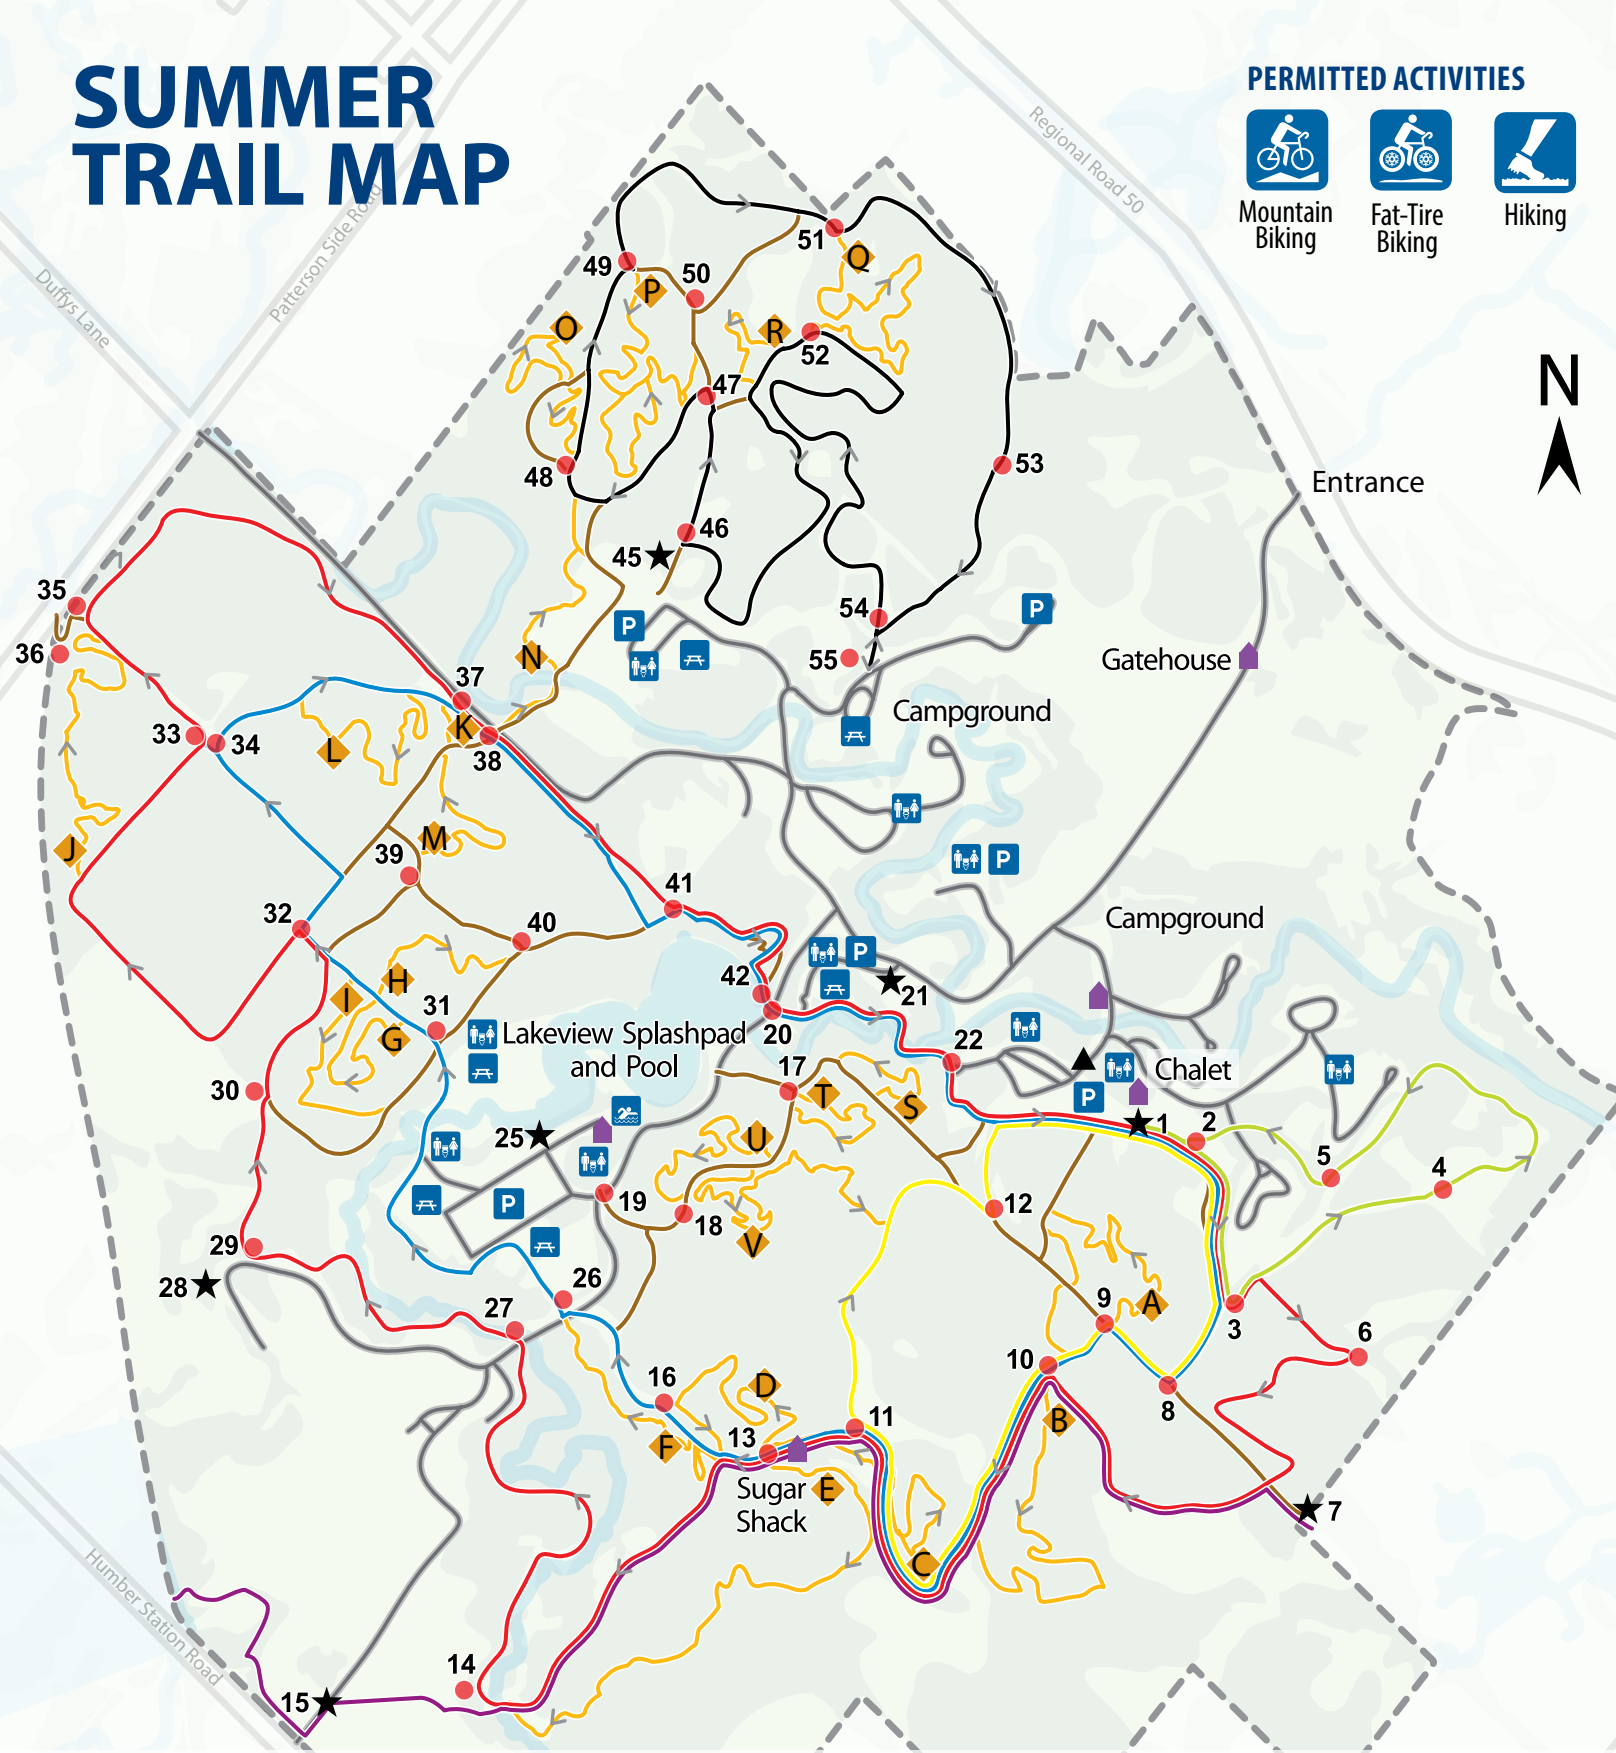 SUMMER
TRAIL MAP
PERMITTED ACTIVITIES
Mountain
Biking
Fat-Tire
Biking
Hiking
Regional Road 50
Patterson Side Road
Duffys Lane
N
Entrance
51
Q
49
50
P
O
R
52
47
53
48
46
45
35
P
P
54
36
55
N
Gatehouse
37
K
Campground
33
34
L
38
M
39
J
P
41
32
40
Campground
H
42
P
I
21
31
G
Lakeview Splashpad
and Pool
20
22
17
Chalet
30
T
S
P
1
2
25
U
5
4
19
12
P
18
V
29
28
26
27
9
A
3
6
10
16
D
8
11
B
13
F
Sugar
Shack
E
7
C
Humber Station Road
14
15